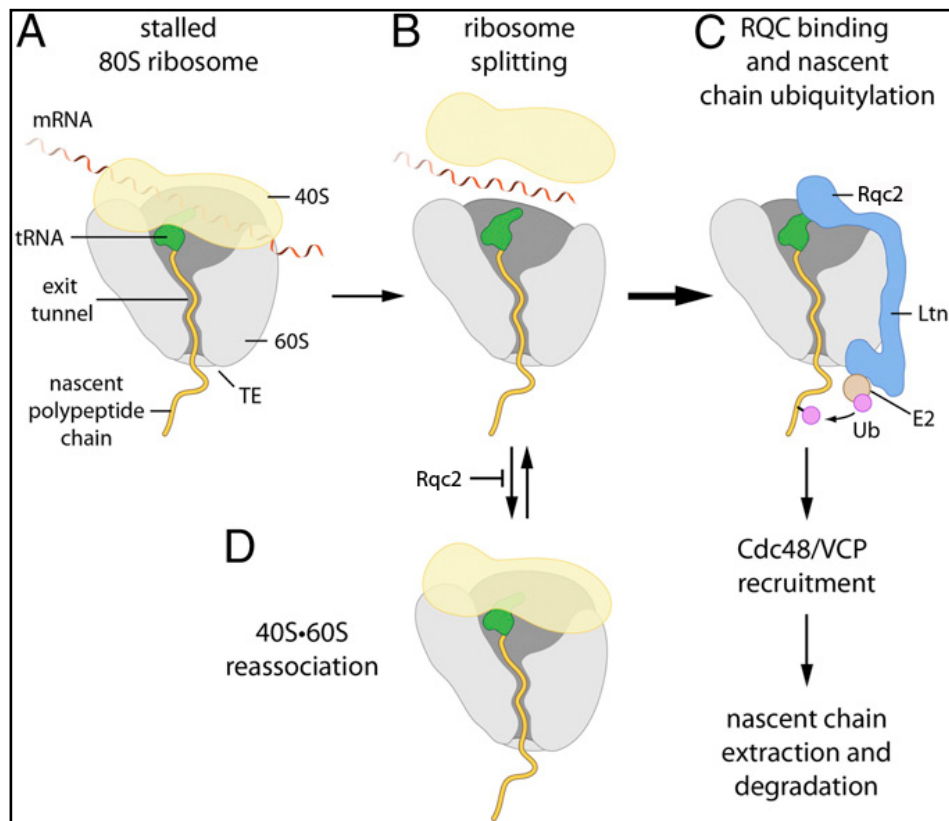 A
stalled
80S ribosome
mRNA
40S
tRNA
exit
tunnel
60S
TE
nascent
polypeptide
chain
B
ribosome
splitting
Rqc2
C
RQC binding
and nascent
chain ubiquitylation
Rqc2
Ltn
E2
Ub
Cdc48/VCP
recruitment
nascent chain
extraction and
degradation
D
40S•60S
reassociation